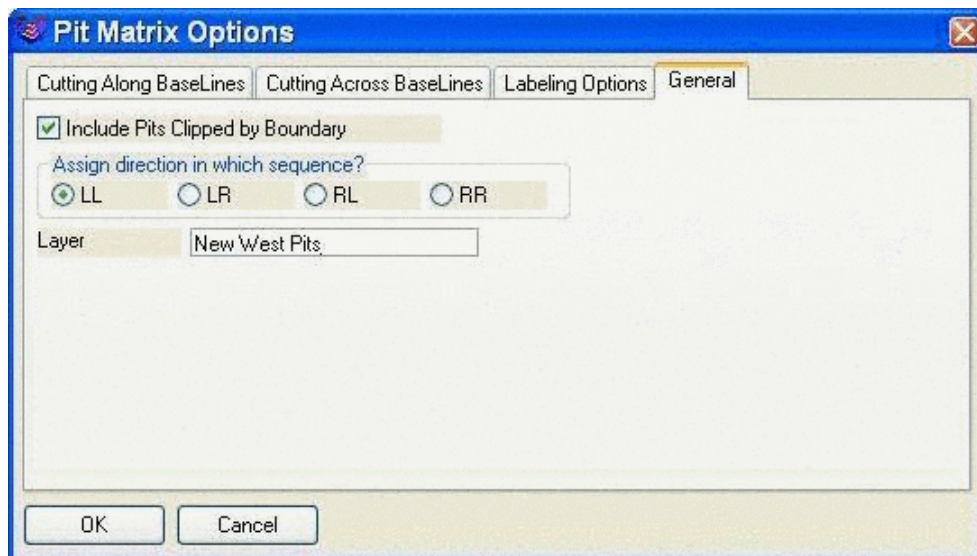 Pit Matrix Options
Cutting Along BaseLines Cutting Across BaseLines Labeling Options General
Include Pits Clipped by Boundary
Assign direction in which sequence?
LL LR RL RR
Layer New West Pits
OK Cancel